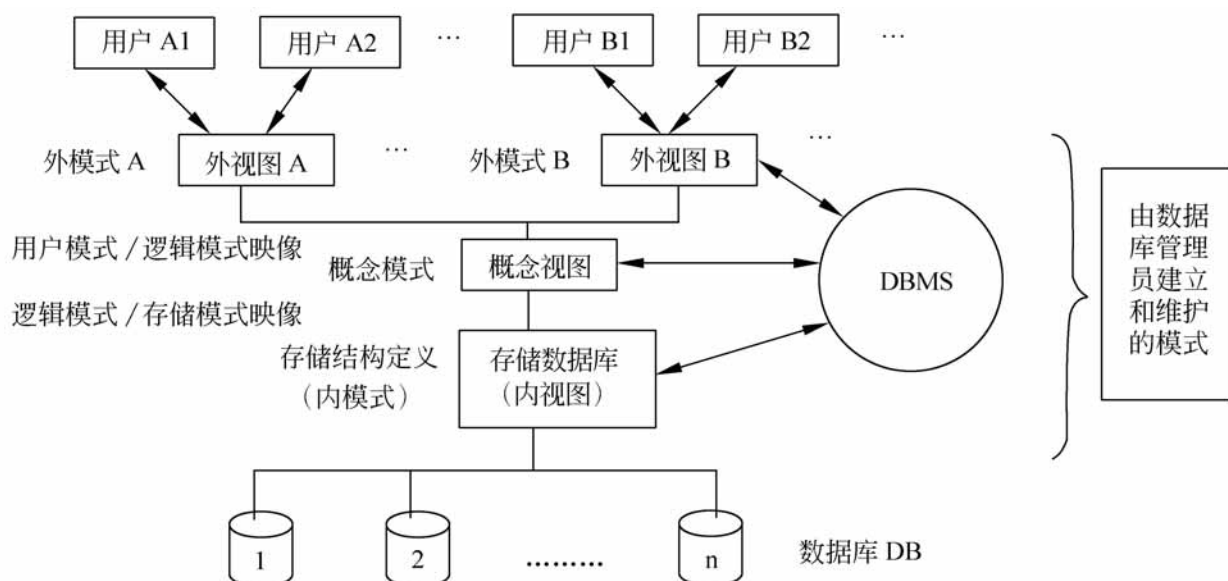 用户 A1
用户 A2
…
用户 B1
用户 B2
…
外模式 A
外视图 A
…
外模式 B
外视图 B
…
用户模式 / 逻辑模式映像
概念模式
概念视图
DBMS
逻辑模式 / 存储模式映像
存储结构定义
（内模式）
存储数据库
（内视图）
由数据
库管理
员建立
和维护
的模式
1
2
………
n
数据库 DB